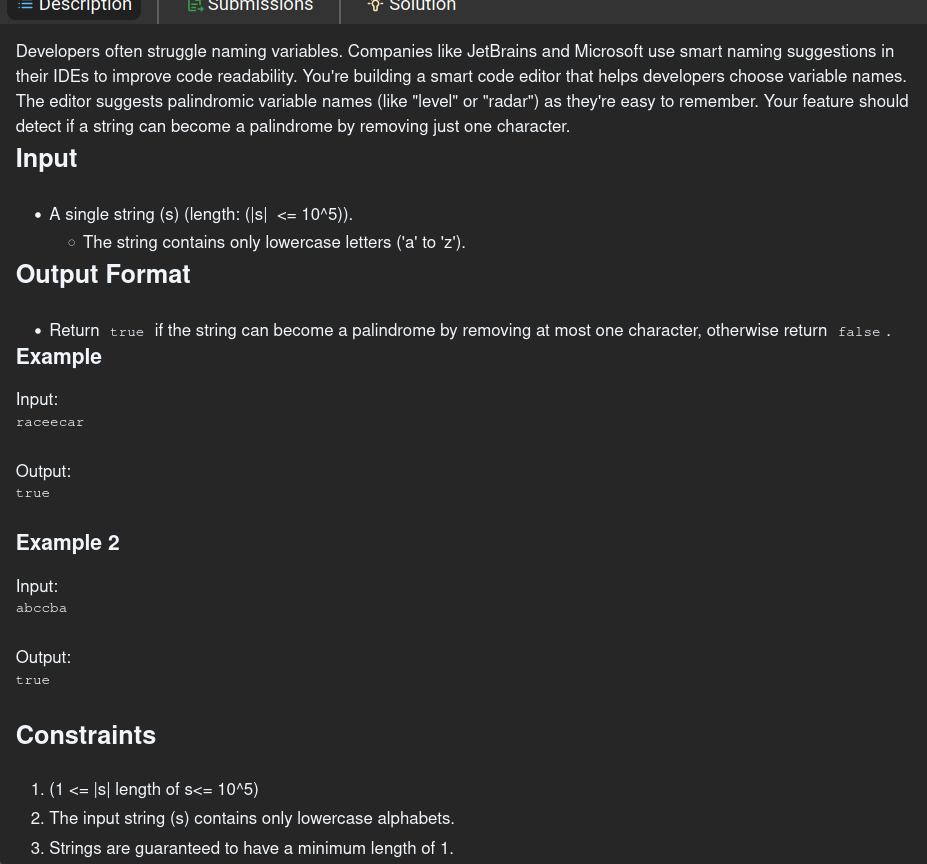 Description
Submissions
Solution
Developers often struggle naming variables. Companies like JetBrains and Microsoft use smart naming suggestions in
their IDEs to improve code readability. You're building a smart code editor that helps developers choose variable names.
The editor suggests palindromic variable names (like "level" or "radar") as they're easy to remember. Your feature should
detect if a string can become a palindrome by removing just one character.
Input
• A single string (s) (length: (|s| <= 10^5)).
○ The string contains only lowercase letters ('a' to 'z').
Output Format
• Return true if the string can become a palindrome by removing at most one character, otherwise return false .
Example
Input:
raceecar
Output:
true
Example 2
Input:
abccba
Output:
true
Constraints
1. (1 <= |s| length of s<= 10^5)
2. The input string (s) contains only lowercase alphabets.
3. Strings are guaranteed to have a minimum length of 1.